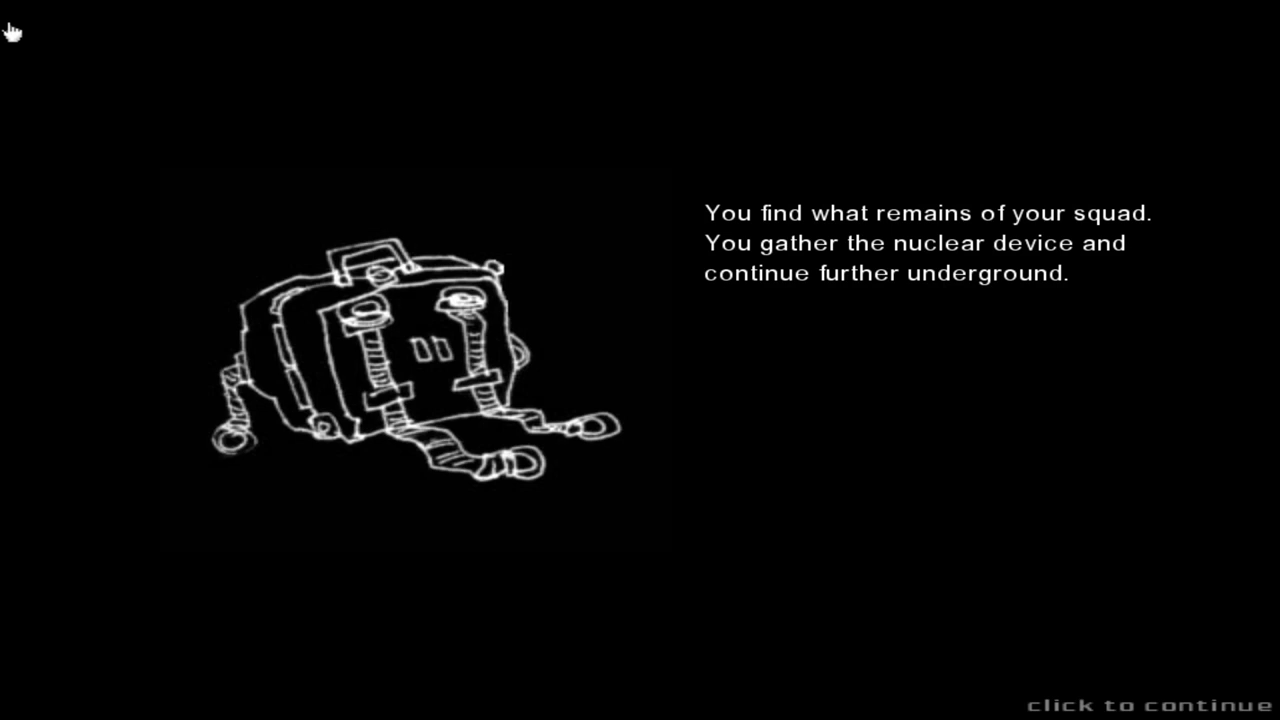 You find what remains of your squad.
You gather the nuclear device and
continue further underground.
click to continue